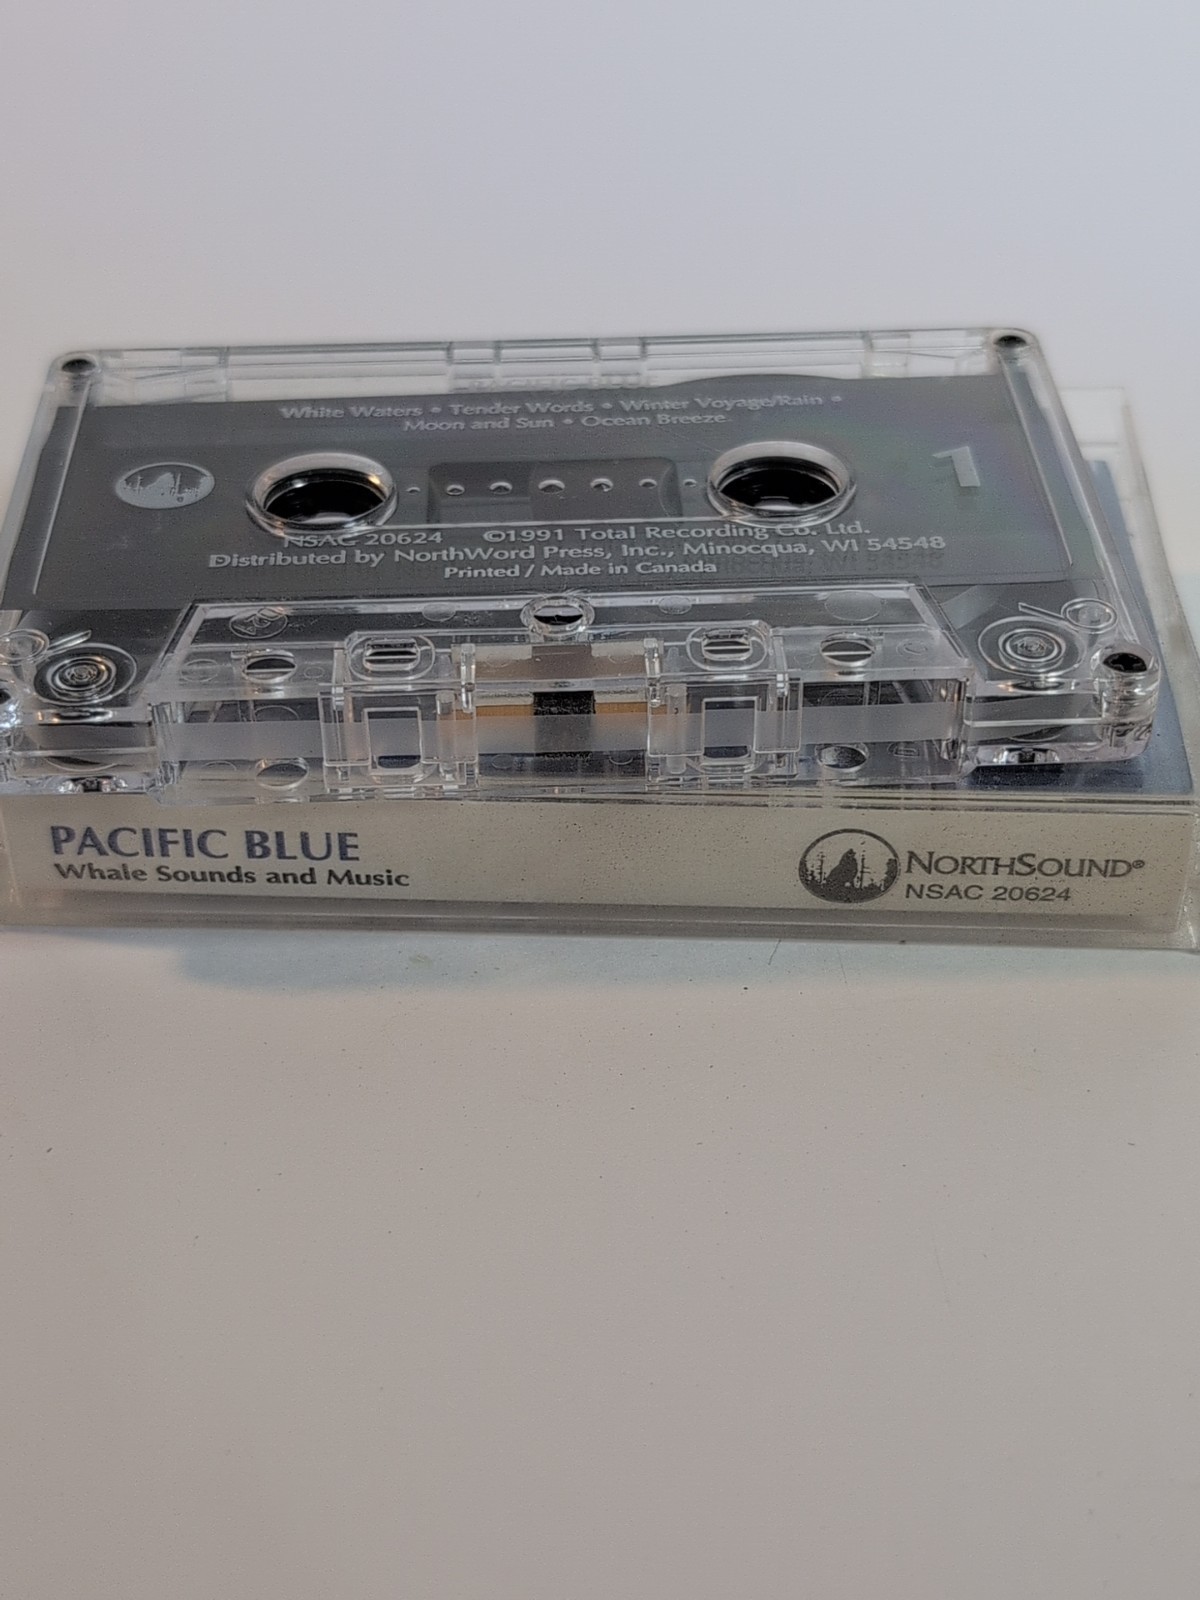 PACIFIC BLUE
White Waters • Tender Words • Winter Voyage/Rain •
Moon and Sun • Ocean Breeze
1
NSAC 20624 ©1991 Total Recording Co. Ltd.
Distributed by NorthWord Press, Inc., Minocqua, WI 54548
Printed / Made in Canada
PACIFIC BLUE
Whale Sounds and Music
NORTHSOUND®
NSAC 20624